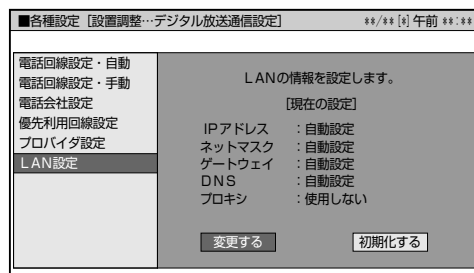 ■各種設定［設置調整…デジタル放送通信設定］ **/** [*] 午前 **:**
電話回線設定・自動
電話回線設定・手動
電話会社設定
優先利用回線設定
プロバイダ設定
LAN設定
LANの情報を設定します。
[現在の設定]
IPアドレス ：自動設定
ネットマスク ：自動設定
ゲートウェイ ：自動設定
DNS ：自動設定
プロキシ ：使用しない
変更する 初期化する